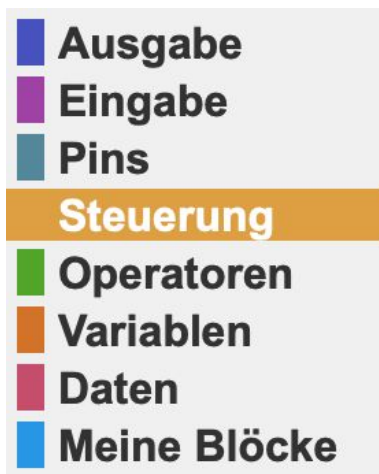 Ausgabe
Eingabe
Pins
Steuerung
Operatoren
Variablen
Daten
Meine Blöcke